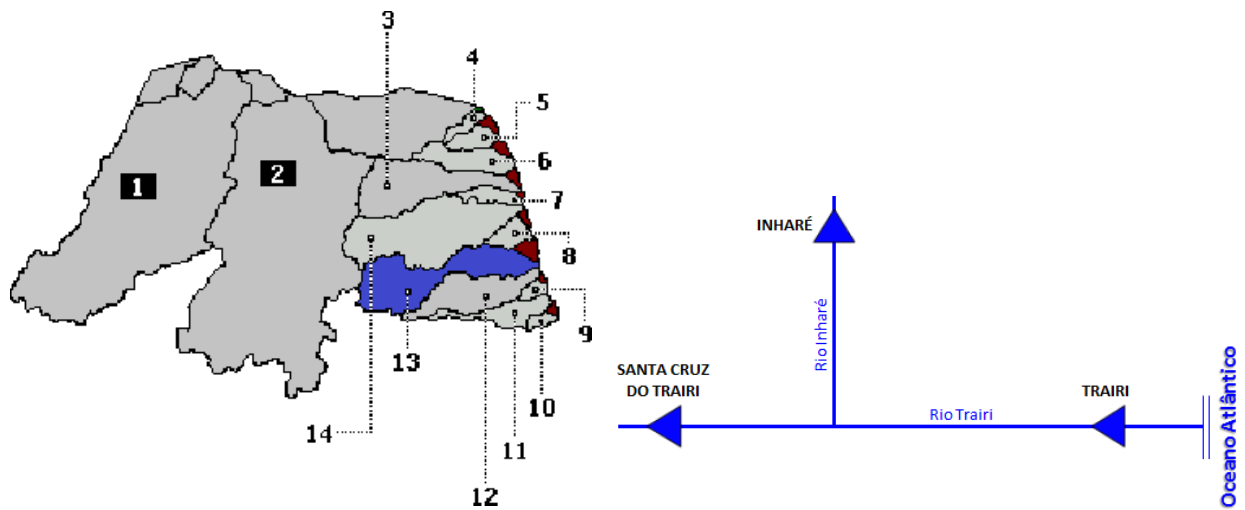 3
4
5
6
7
8
9
10
11
12
13
14
1
2
INHARÉ
Rio Inharé
SANTA CRUZ
DO TRAIRI
TRAIRI
Rio Trairi
Oceano Atlântico